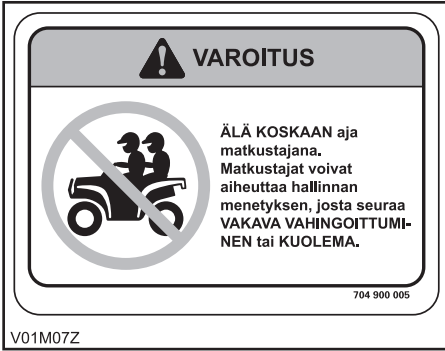 VAROITUS
ÄLÄ KOSKAAN aja
matkustajana.
Matkustajat voivat
aiheuttaa hallinnan
menetyksen, josta seuraa
VAKAVA VAHINGOITTUMI-
NEN tai KUOLEMA.
704 900 005
V01M07Z